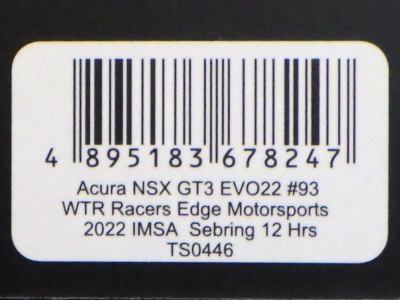 4 895183 678247
Acura NSX GT3 EVO22 #93
WTR Racers Edge Motorsports
2022 IMSA Sebring 12 Hrs
TS0446